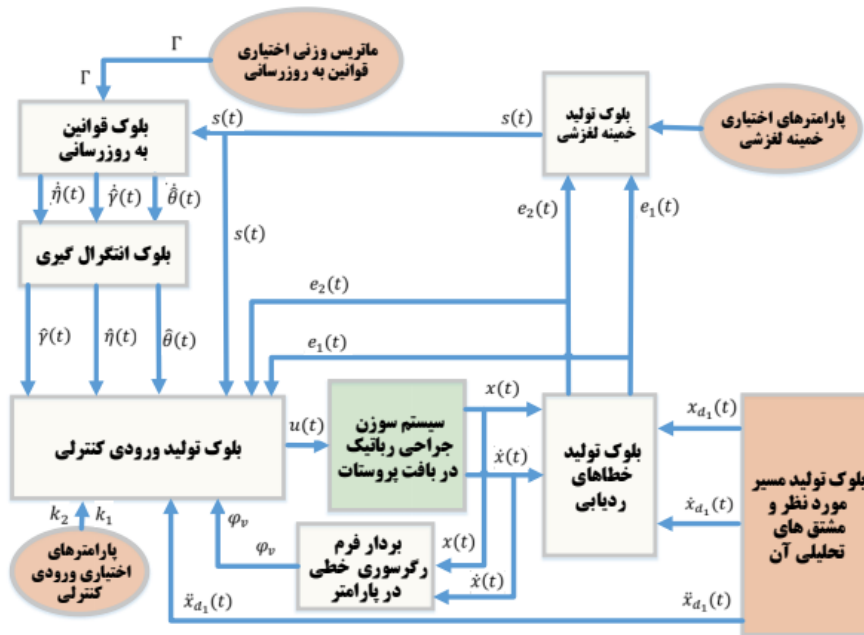 ماتریس وزنی اختیاری
قوانین به روزرسانی
Γ
Γ
بلوک قوانین
به روزرسانی
s(t)
s(t)
بلوک تولید
خمینه لغزشی
پارامترهای اختیاری
خمینه لغزشی
η̂̇(t)
γ̂̇(t)
θ̂̇(t)
s(t)
e₂(t)
e₁(t)
بلوک انتگرال گیری
e₂(t)
γ̂(t)
η̂(t)
θ̂(t)
e₁(t)
بلوک تولید ورودی کنترلی
u(t)
سیستم سوزن
جراحی رباتیک
در بافت پروستات
x(t)
ẋ(t)
بلوک تولید
خطاهای
ردیابی
x_{d₁}(t)
ẋ_{d₁}(t)
بلوک تولید مسیر
مورد نظر و
مشتق های
تحلیلی آن
k₂ k₁
φᵥ
φᵥ
بردار فرم
رگرسوری خطی
در پارامتر
x(t)
ẋ(t)
پارامترهای
اختیاری ورودی
کنترلی
ẍ_{d₁}(t)
ẍ_{d₁}(t)